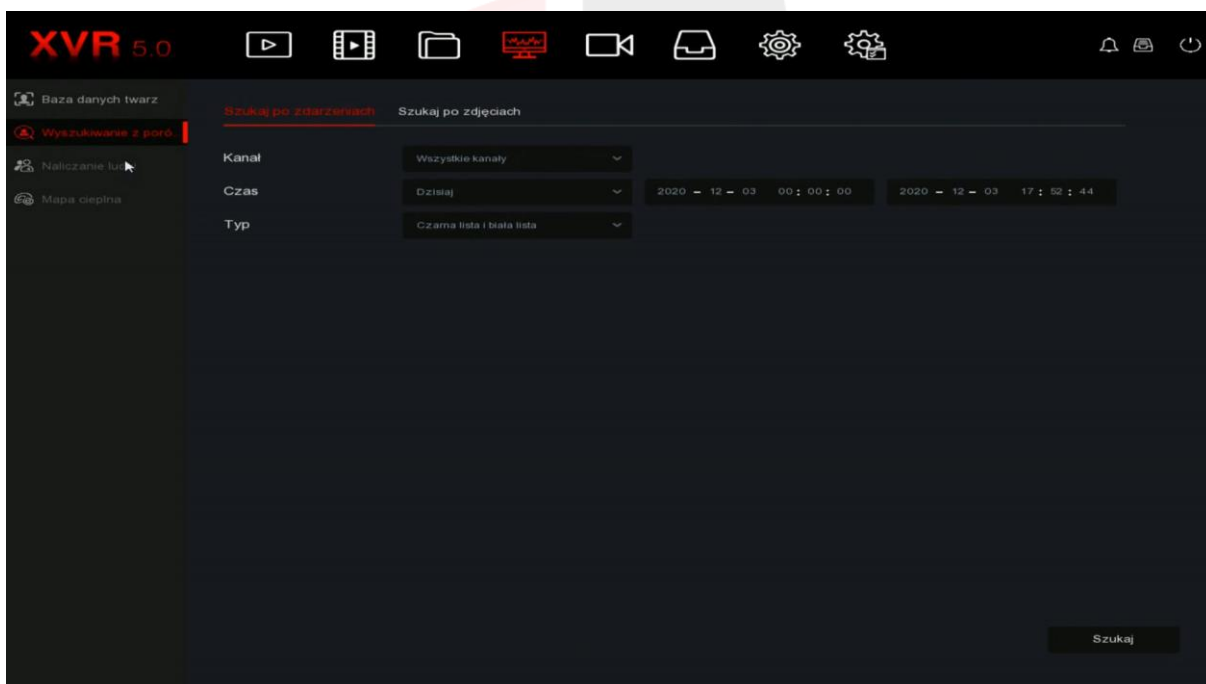 XVR 5.0
Baza danych twarz
Szukaj po zdarzeniach Szukaj po zdjęciach
Wyszukiwanie z poró..
Kanał Wszystkie kanały
Naliczanie
Czas Dzisiaj 2020 - 12 - 03 00 : 00 : 00 2020 - 12 - 03 17 : 52 : 44
Mapa cieplna
Typ Czarna lista i biała lista
Szukaj